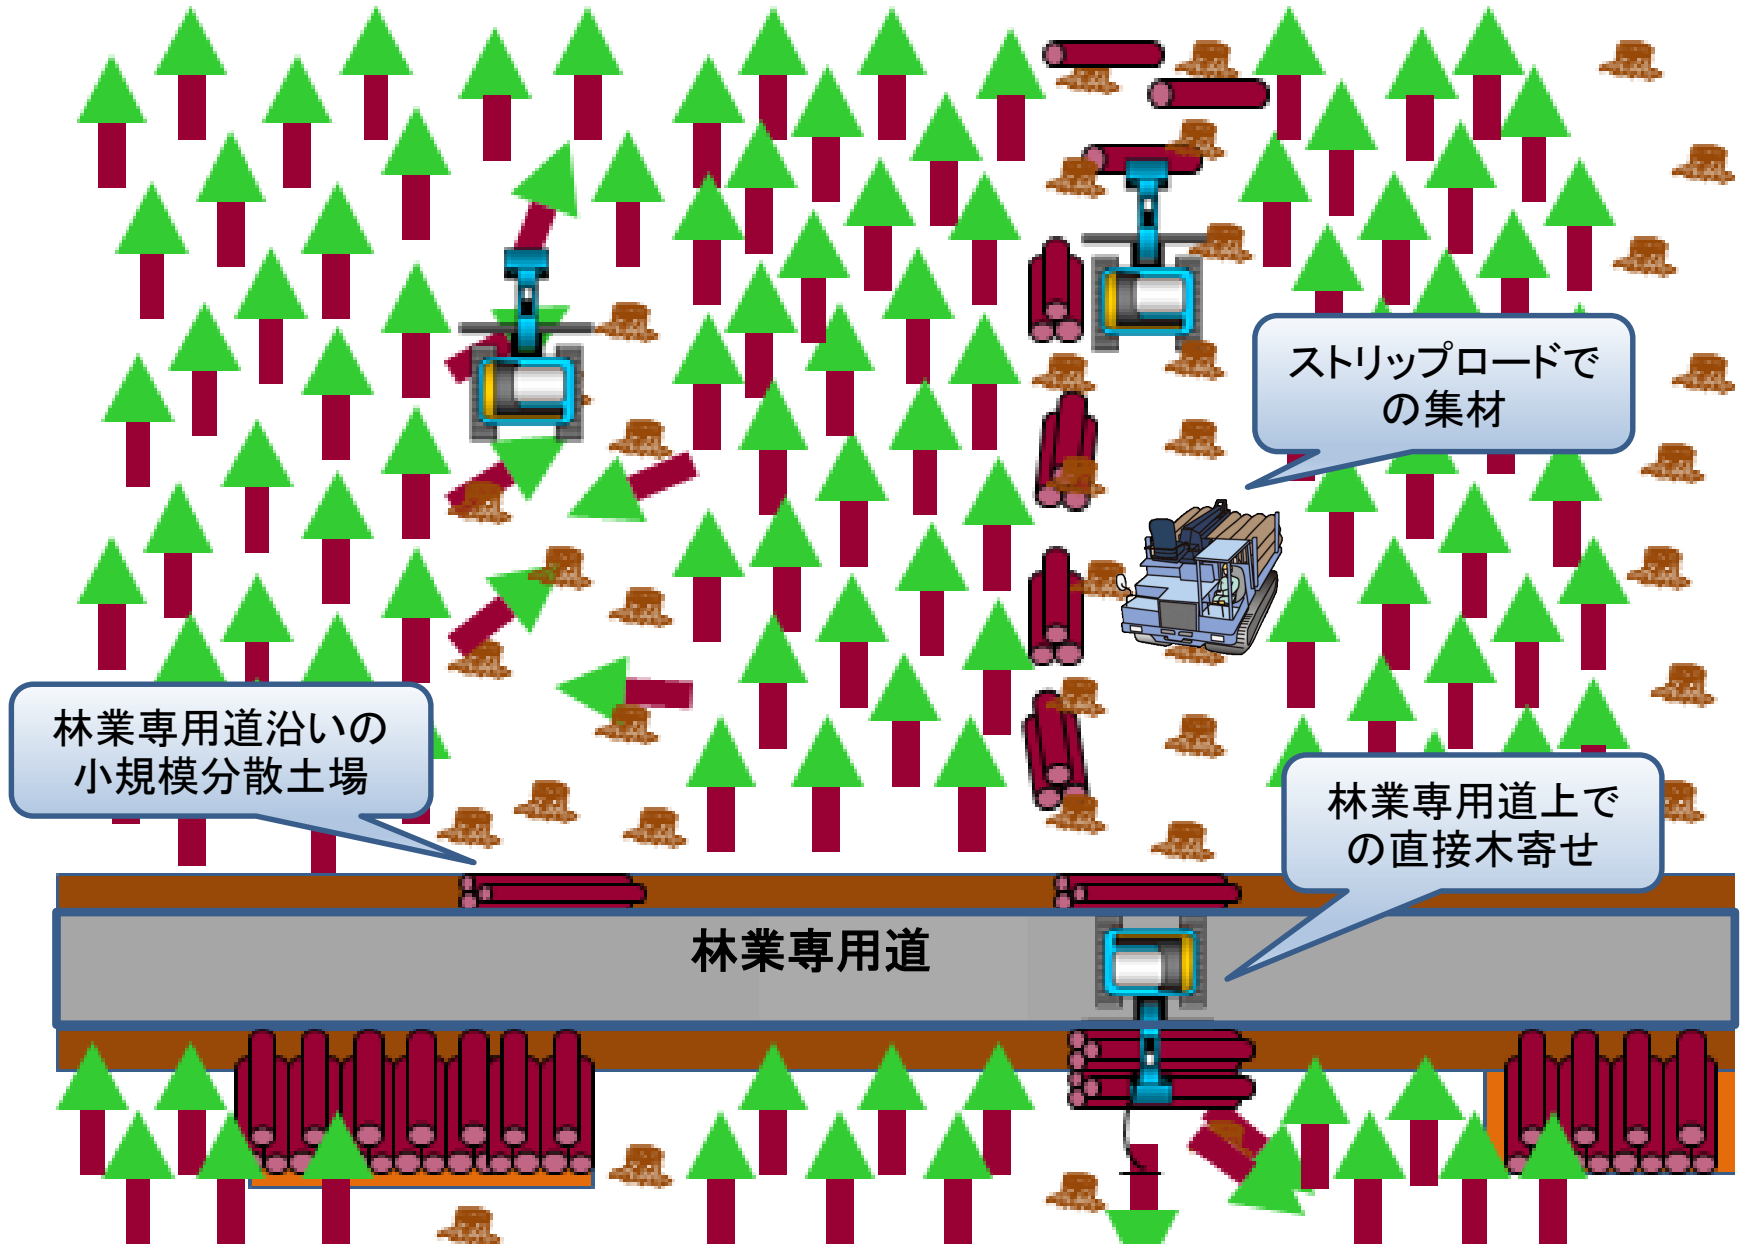 ストリップロードで
の集材
林業専用道沿いの
小規模分散土場
林業専用道上で
の直接木寄せ
林業専用道